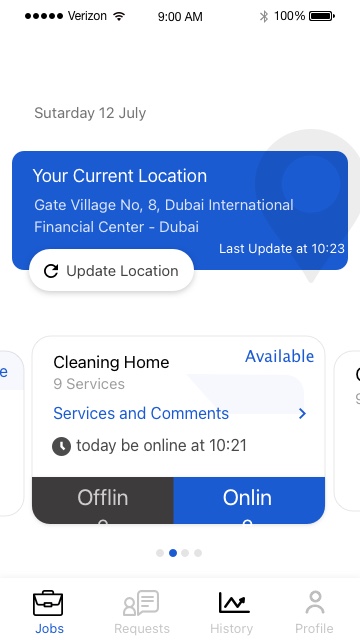 Verizon 9:00 AM 100%
Sutarday 12 July
Your Current Location
Gate Village No, 8, Dubai International
Financial Center - Dubai
Last Update at 10:23
Update Location
Cleaning Home
Available
9 Services
Services and Comments
today be online at 10:21
Offlin
Onlin
Jobs
Requests
History
Profile